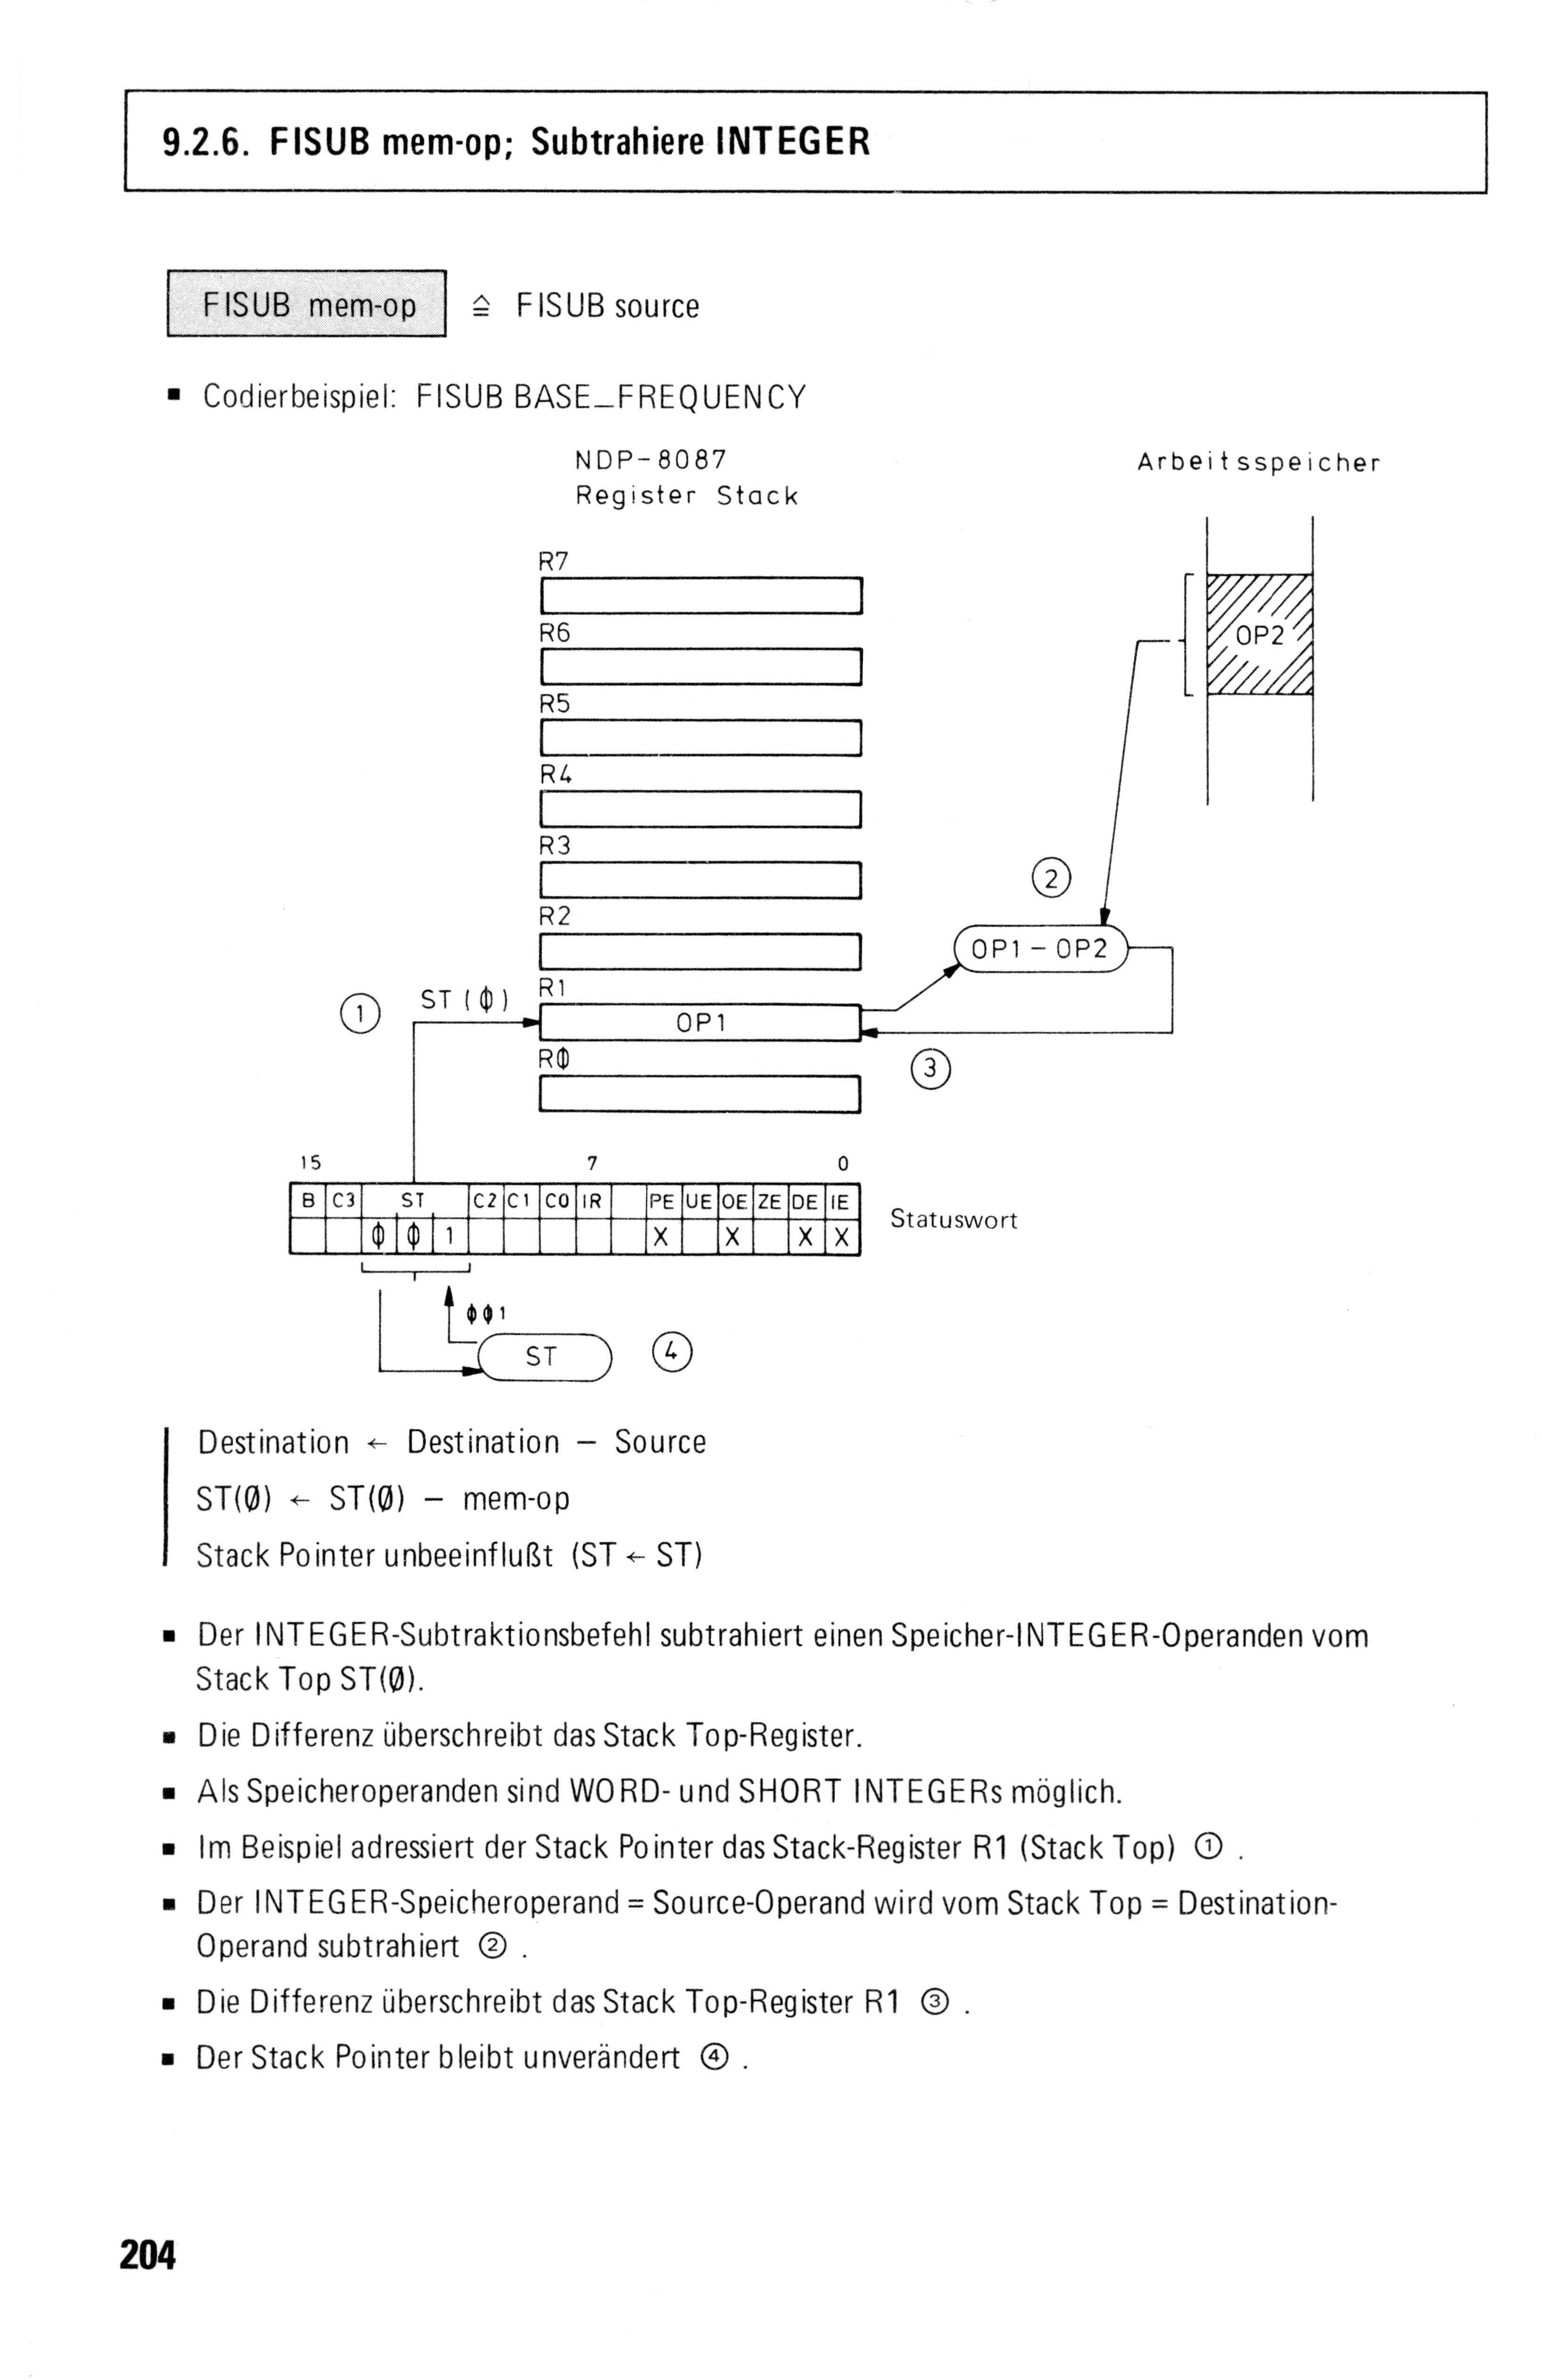 9.2.6. FISUB mem-op; Subtrahiere INTEGER
FISUB mem-op ≙ FISUB source
▪ Codierbeispiel: FISUB BASE_FREQUENCY
NDP-8087
Register Stack
Arbeitsspeicher
R7
R6
OP2
R5
R4
R3
②
R2
OP1 – OP2
R1
① ST (ϕ)
OP1
Rϕ
③
15 7 0
B C3 ST C2 C1 C0 IR PE UE OE ZE DE IE
Statuswort
ϕ ϕ 1 X X X X
ϕϕ1
ST ④
Destination ← Destination – Source
ST(Ø) ← ST(Ø) – mem-op
Stack Pointer unbeeinflußt (ST ← ST)
▪ Der INTEGER-Subtraktionsbefehl subtrahiert einen Speicher-INTEGER-Operanden vom
Stack Top ST(Ø).
▪ Die Differenz überschreibt das Stack Top-Register.
▪ Als Speicheroperanden sind WORD- und SHORT INTEGERs möglich.
▪ Im Beispiel adressiert der Stack Pointer das Stack-Register R1 (Stack Top) ① .
▪ Der INTEGER-Speicheroperand = Source-Operand wird vom Stack Top = Destination-
Operand subtrahiert ② .
▪ Die Differenz überschreibt das Stack Top-Register R1 ③ .
▪ Der Stack Pointer bleibt unverändert ④ .
204